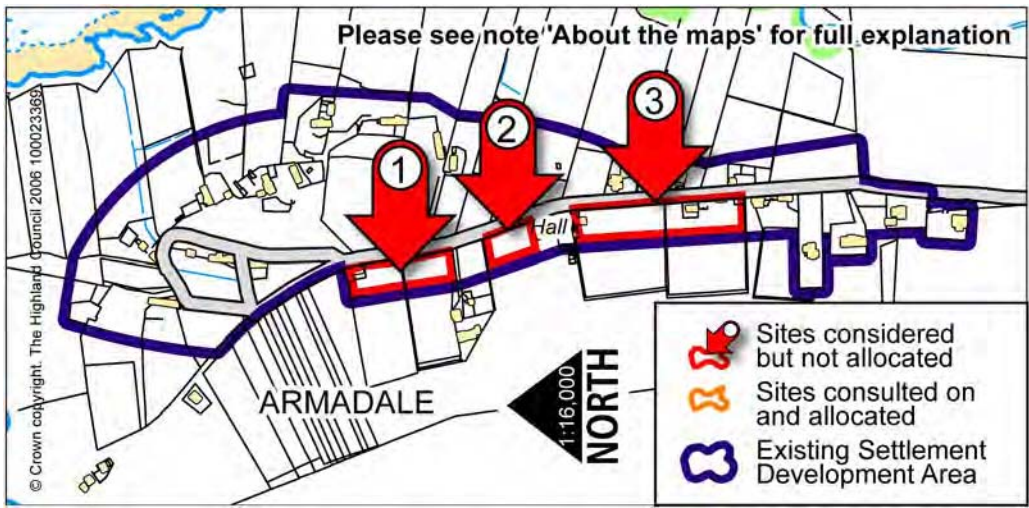 Please see note 'About the maps' for full explanation
© Crown copyright. The Highland Council 2006 100023369
1
2
3
Hall
ARMADALE
1:16,000
NORTH
Sites considered
but not allocated
Sites consulted on
and allocated
Existing Settlement
Development Area